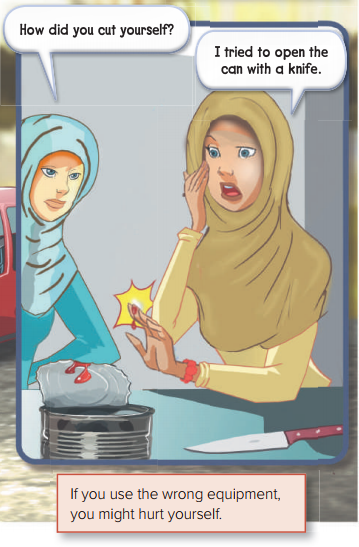 How did you cut yourself?
I tried to open the
can with a knife.
If you use the wrong equipment,
you might hurt yourself.